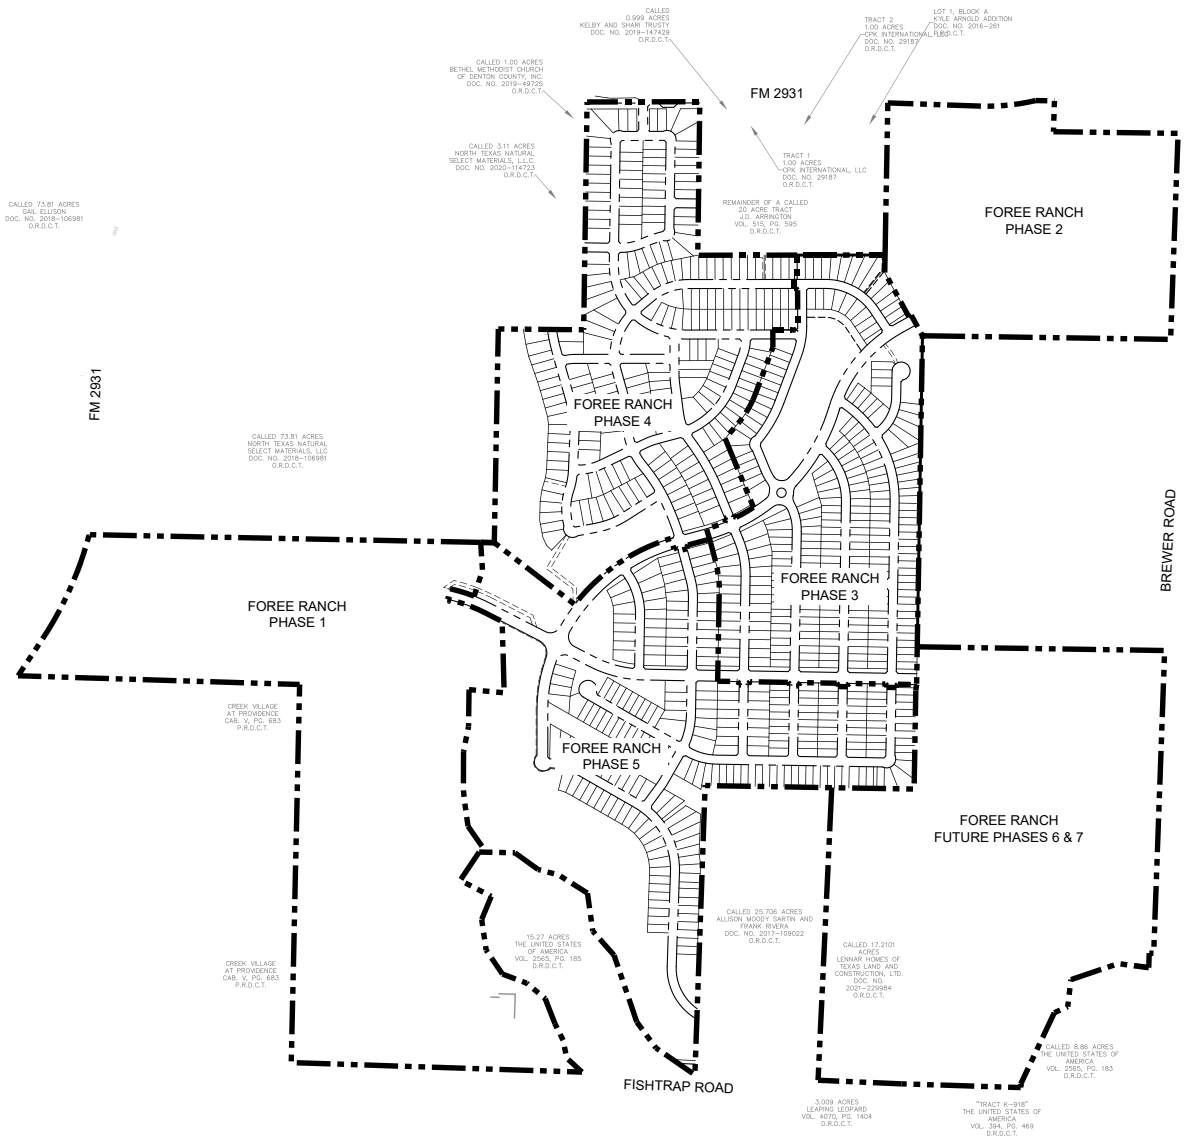 CALLED
0.999 ACRES
KELBY AND SHARI TRUSTY
DOC. NO. 2019-147429
O.R.D.C.T.
TRACT 2
1.00 ACRES
CPK INTERNATIONAL, LLC
DOC. NO. 29187
O.R.D.C.T.
LOT 1, BLOCK A
KYLE ARNOLD ADDITION
DOC. NO. 2016-261
P.R.D.C.T.
CALLED 1.00 ACRES
BETHEL METHODIST CHURCH
OF DENTON COUNTY, INC.
DOC. NO. 2019-49725
O.R.D.C.T.
FM 2931
CALLED 3.11 ACRES
NORTH TEXAS NATURAL
SELECT MATERIALS, L.L.C.
DOC. NO. 2020-114723
O.R.D.C.T.
TRACT 1
1.00 ACRES
CPK INTERNATIONAL, LLC
DOC. NO. 29187
O.R.D.C.T.
CALLED 73.81 ACRES
GAIL ELLISON
DOC. NO. 2018-106981
O.R.D.C.T.
REMAINDER OF A CALLED
20 ACRE TRACT
J.D. ARRINGTON
VOL. 515, PG. 595
D.R.D.C.T.
FOREE RANCH
PHASE 2
FM 2931
FOREE RANCH
PHASE 4
CALLED 73.81 ACRES
NORTH TEXAS NATURAL
SELECT MATERIALS, LLC
DOC. NO. 2018-106981
O.R.D.C.T.
BREWER ROAD
FOREE RANCH
PHASE 1
FOREE RANCH
PHASE 3
CREEK VILLAGE
AT PROVIDENCE
CAB. V, PG. 683
P.R.D.C.T.
FOREE RANCH
PHASE 5
FOREE RANCH
FUTURE PHASES 6 & 7
CALLED 25.706 ACRES
ALLISON MOODY SARTIN AND
FRANK RIVERA
DOC. NO. 2017-109022
O.R.D.C.T.
15.27 ACRES
THE UNITED STATES
OF AMERICA
VOL. 2565, PG. 185
D.R.D.C.T.
CALLED 17.2101
ACRES
LENNAR HOMES OF
TEXAS LAND AND
CONSTRUCTION, LTD.
DOC. NO.
2021-229984
O.R.D.C.T.
CREEK VILLAGE
AT PROVIDENCE
CAB. V, PG. 683
P.R.D.C.T.
CALLED 8.86 ACRES
THE UNITED STATES OF
AMERICA
VOL. 2565, PG. 183
D.R.D.C.T.
FISHTRAP ROAD
3.009 ACRES
LEAPING LEOPARD
VOL. 4070, PG. 1404
D.R.D.C.T.
"TRACT K-918"
THE UNITED STATES OF
AMERICA
VOL. 394, PG. 469
D.R.D.C.T.